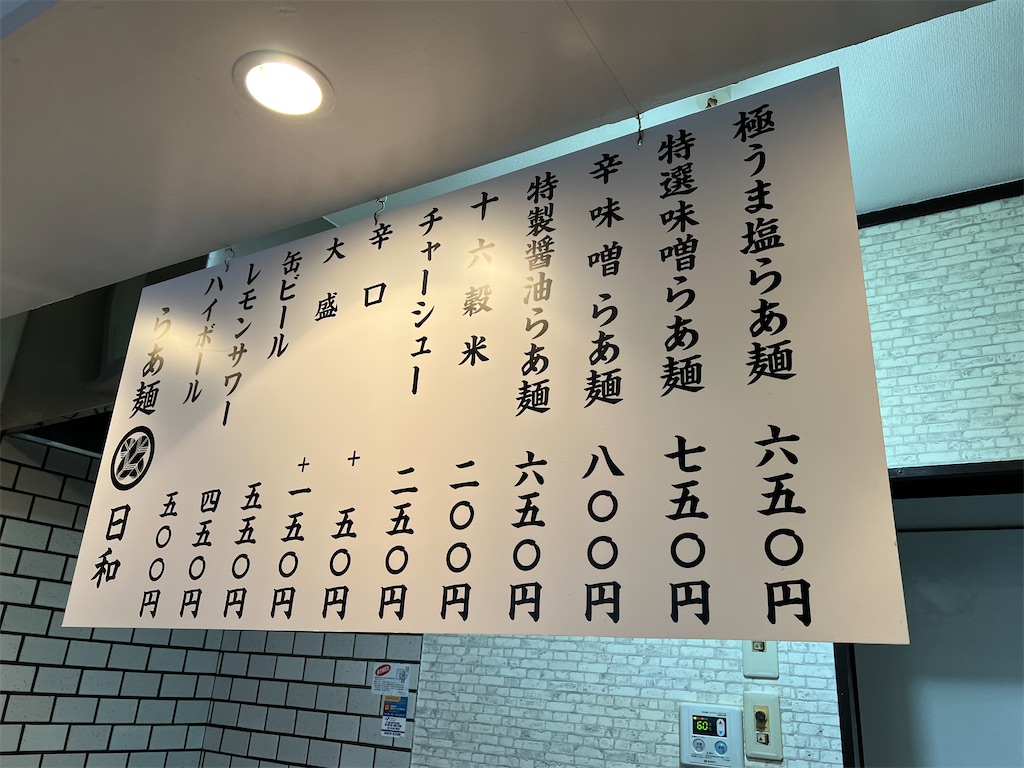 極うま塩らあ麺 六五〇円
特選味噌らあ麺 七五〇円
辛味噌らあ麺 八〇〇円
特製醤油らあ麺 六五〇円
十六穀米 二〇〇円
チャーシュー 二五〇円
辛口 +五〇円
大盛 +一五〇円
缶ビール 五五〇円
レモンサワー 四五〇円
ハイボール 五〇〇円
らあ麺 日和
60